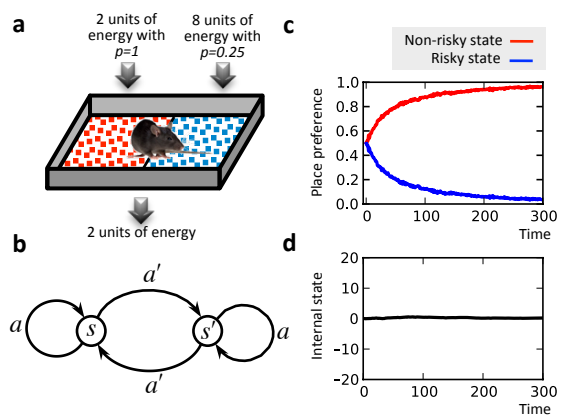 a
2 units of
energy with
p=1
8 units of
energy with
p=0.25
2 units of energy
b
a′
a
s
s′
a
a′
c
Non-risky state
Risky state
Place preference
1.0
0.8
0.6
0.4
0.2
0.0
0
100
200
300
Time
d
Internal state
20
10
0
−10
−20
0
100
200
300
Time